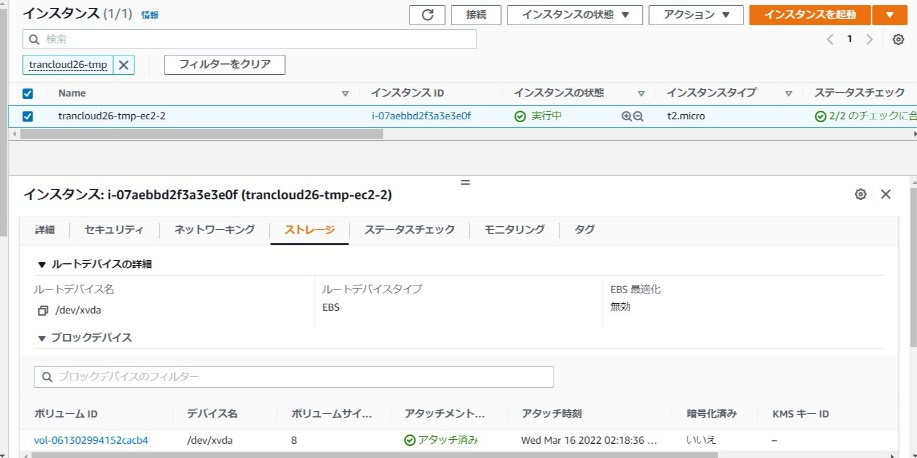 インスタンス (1/1) 情報
接続
インスタンスの状態
アクション
インスタンスを起動
検索
1
trancloud26-tmp
フィルターをクリア
Name インスタンス ID インスタンスの状態 インスタンスタイプ ステータスチェック
trancloud26-tmp-ec2-2 i-07aebbd2f3a3e3e0f 実行中 t2.micro 2/2 のチェックに合
インスタンス: i-07aebbd2f3a3e3e0f (trancloud26-tmp-ec2-2)
詳細 セキュリティ ネットワーキング ストレージ ステータスチェック モニタリング タグ
ルートデバイスの詳細
ルートデバイス名 ルートデバイスタイプ EBS 最適化
/dev/xvda EBS 無効
ブロックデバイス
ブロックデバイスのフィルター
ボリューム ID デバイス名 ボリュームサイ... アタッチメント... アタッチ時刻 暗号化済み KMS キー ID
vol-061302994152cacb4 /dev/xvda 8 アタッチ済み Wed Mar 16 2022 02:18:36 ... いいえ –